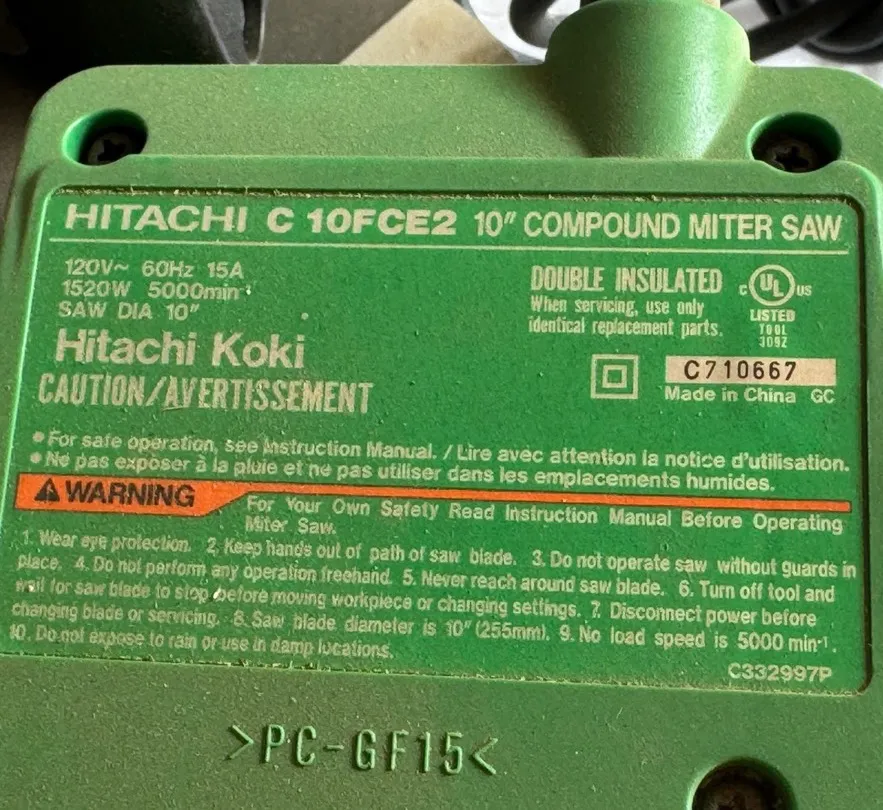 HITACHI C 10FCE2 10" COMPOUND MITER SAW
120V~ 60Hz 15A
1520W 5000min⁻¹
SAW DIA 10"
DOUBLE INSULATED
When servicing, use only
identical replacement parts.
C UL US
LISTED
TOOL
309Z
Hitachi Koki
C710667
Made in China GC
CAUTION/AVERTISSEMENT
• For safe operation, see Instruction Manual. / Lire avec attention la notice d'utilisation.
• Ne pas exposer à la pluie et ne pas utiliser dans les emplacements humides.
WARNING
For Your Own Safety Read Instruction Manual Before Operating
Miter Saw.
1. Wear eye protection. 2. Keep hands out of path of saw blade. 3. Do not operate saw without guards in
place. 4. Do not perform any operation freehand. 5. Never reach around saw blade. 6. Turn off tool and
wait for saw blade to stop before moving workpiece or changing settings. 7. Disconnect power before
changing blade or servicing. 8. Saw blade diameter is 10" (255mm). 9. No load speed is 5000 min⁻¹.
10. Do not expose to rain or use in damp locations.
C332997P
>PC-GF15<